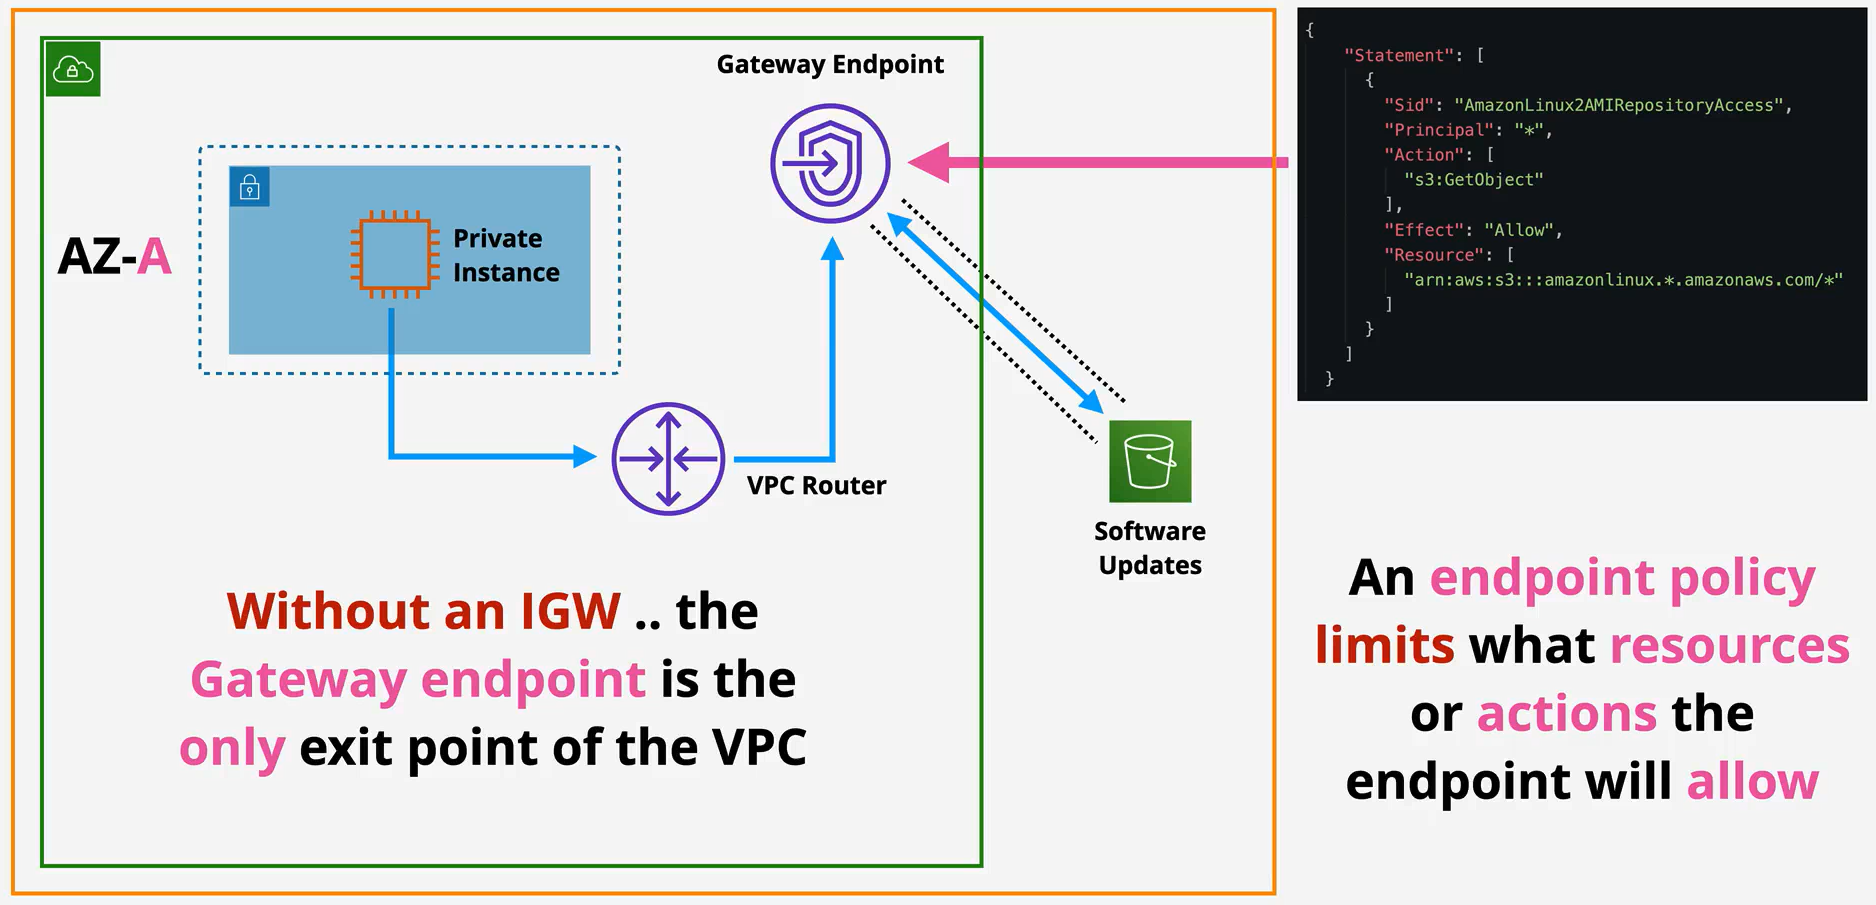 Gateway Endpoint
AZ-A
Private
Instance
VPC Router
Software
Updates
Without an IGW .. the
Gateway endpoint is the
only exit point of the VPC
{
"Statement": [
{
"Sid": "AmazonLinux2AMIRepositoryAccess",
"Principal": "*",
"Action": [
"s3:GetObject"
],
"Effect": "Allow",
"Resource": [
"arn:aws:s3:::amazonlinux.*.amazonaws.com/*"
]
}
]
}
An endpoint policy
limits what resources
or actions the
endpoint will allow